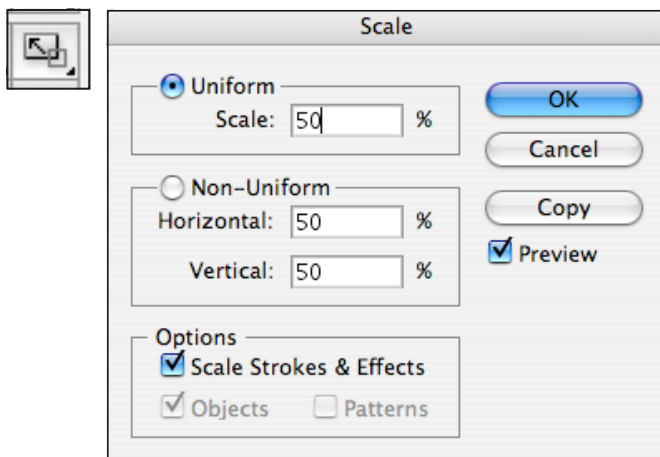 Scale
Uniform
Scale: 50 %
OK
Cancel
Non-Uniform
Horizontal: 50 %
Copy
Vertical: 50 %
Preview
Options
Scale Strokes & Effects
Objects Patterns